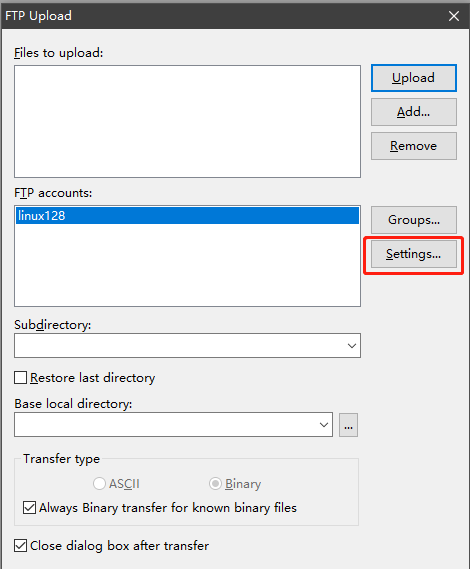 FTP Upload
Files to upload:
Upload
Add...
Remove
FTP accounts:
linux128
Groups...
Settings...
Subdirectory:
Restore last directory
Base local directory:
...
Transfer type
ASCII
Binary
Always Binary transfer for known binary files
Close dialog box after transfer